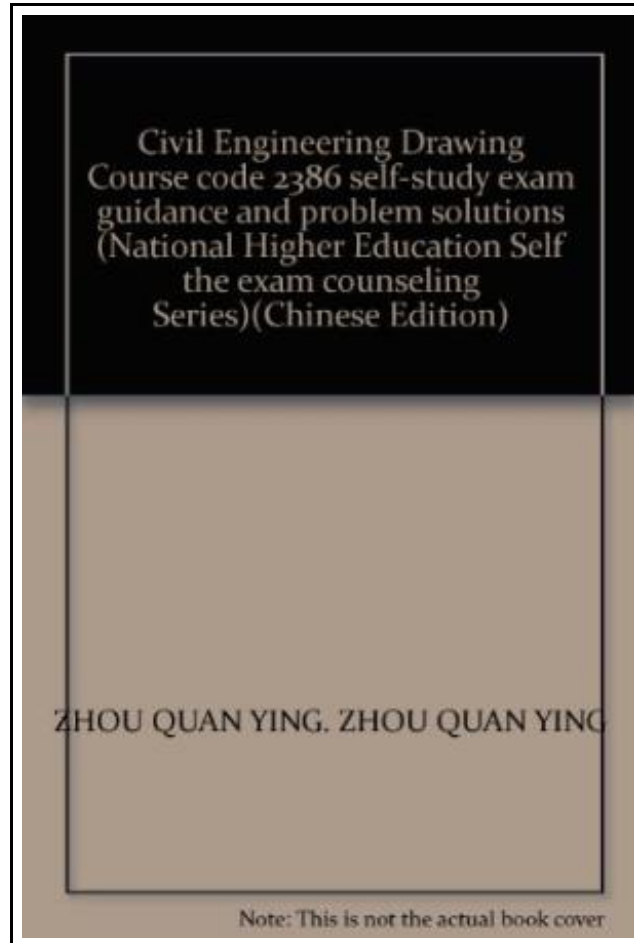 Civil Engineering Drawing
Course code 2386 self-study exam
guidance and problem solutions
(National Higher Education Self
the exam counseling
Series)(Chinese Edition)
ZHOU QUAN YING. ZHOU QUAN YING
Note: This is not the actual book cover